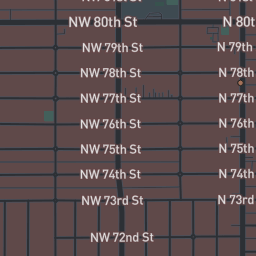 NW 80th St N 80t
NW 79th St N 79th
NW 78th St N 78th
NW 77th St N 77th
NW 76th St N 76th
NW 75th St N 75th
NW 74th St N 74th
NW 73rd St N 73rd
NW 72nd St